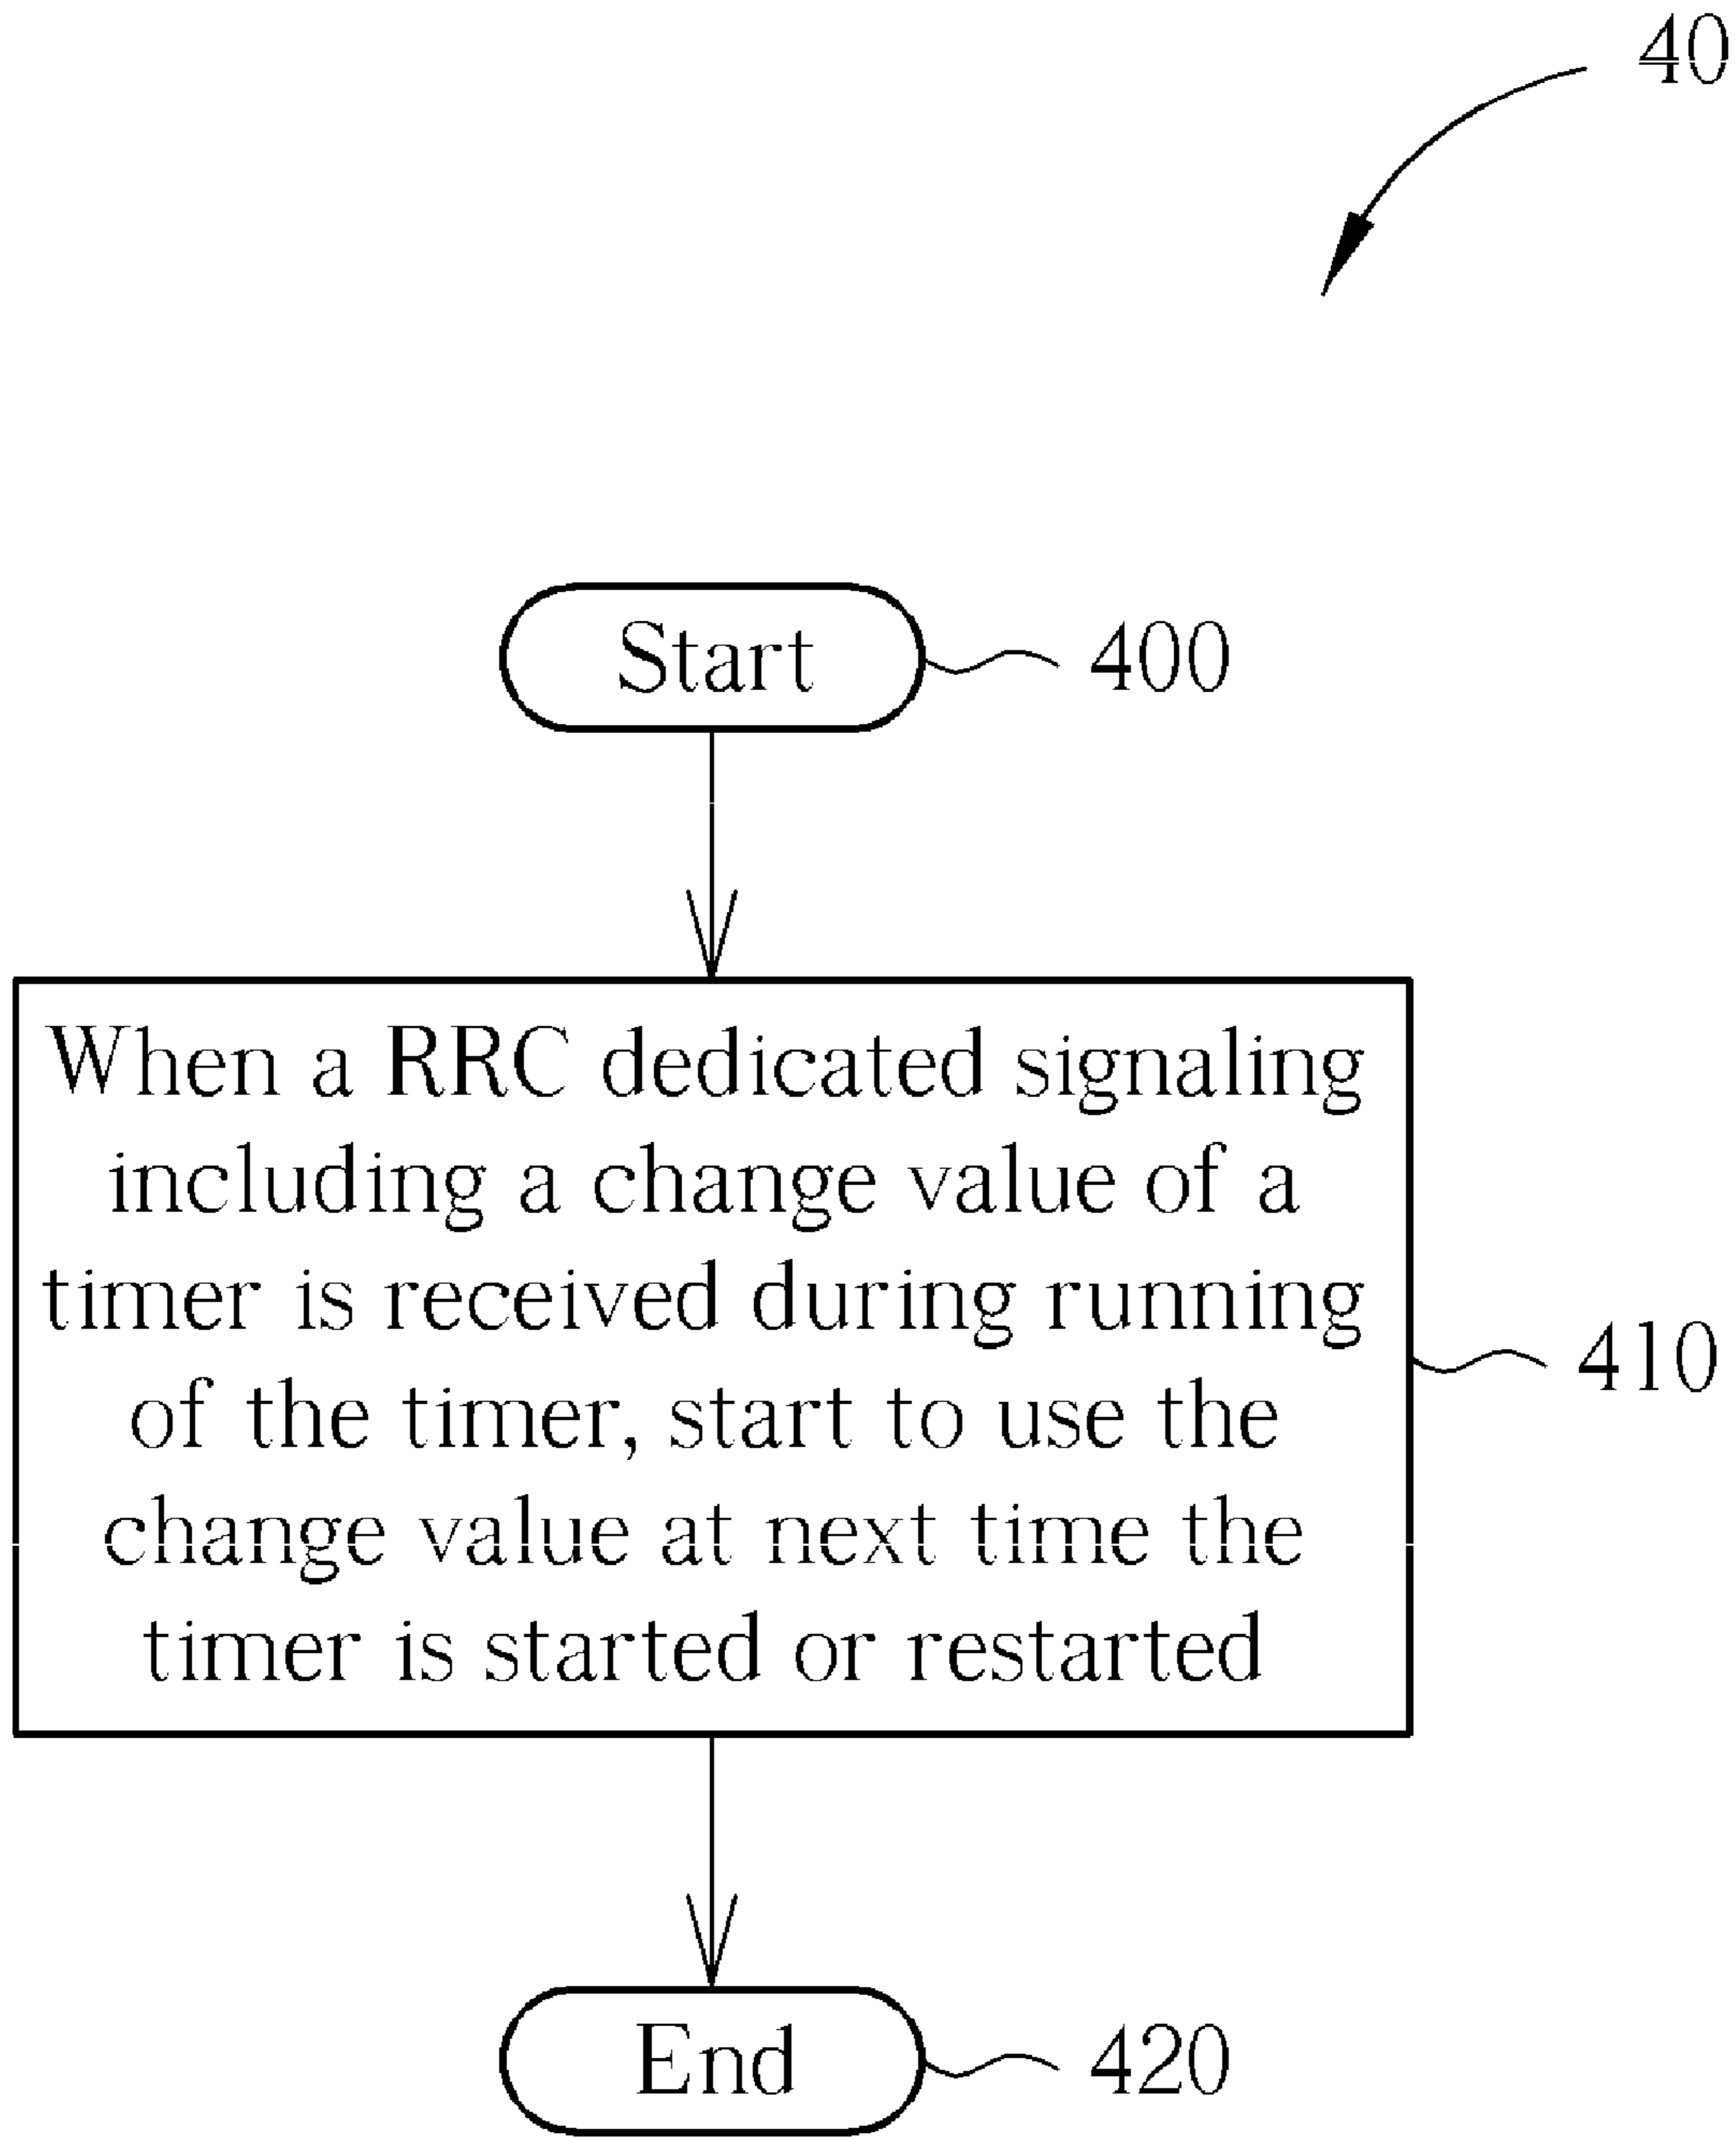 40
Start
400
When a RRC dedicated signaling
including a change value of a
timer is received during running
of the timer, start to use the
change value at next time the
timer is started or restarted
410
End
420